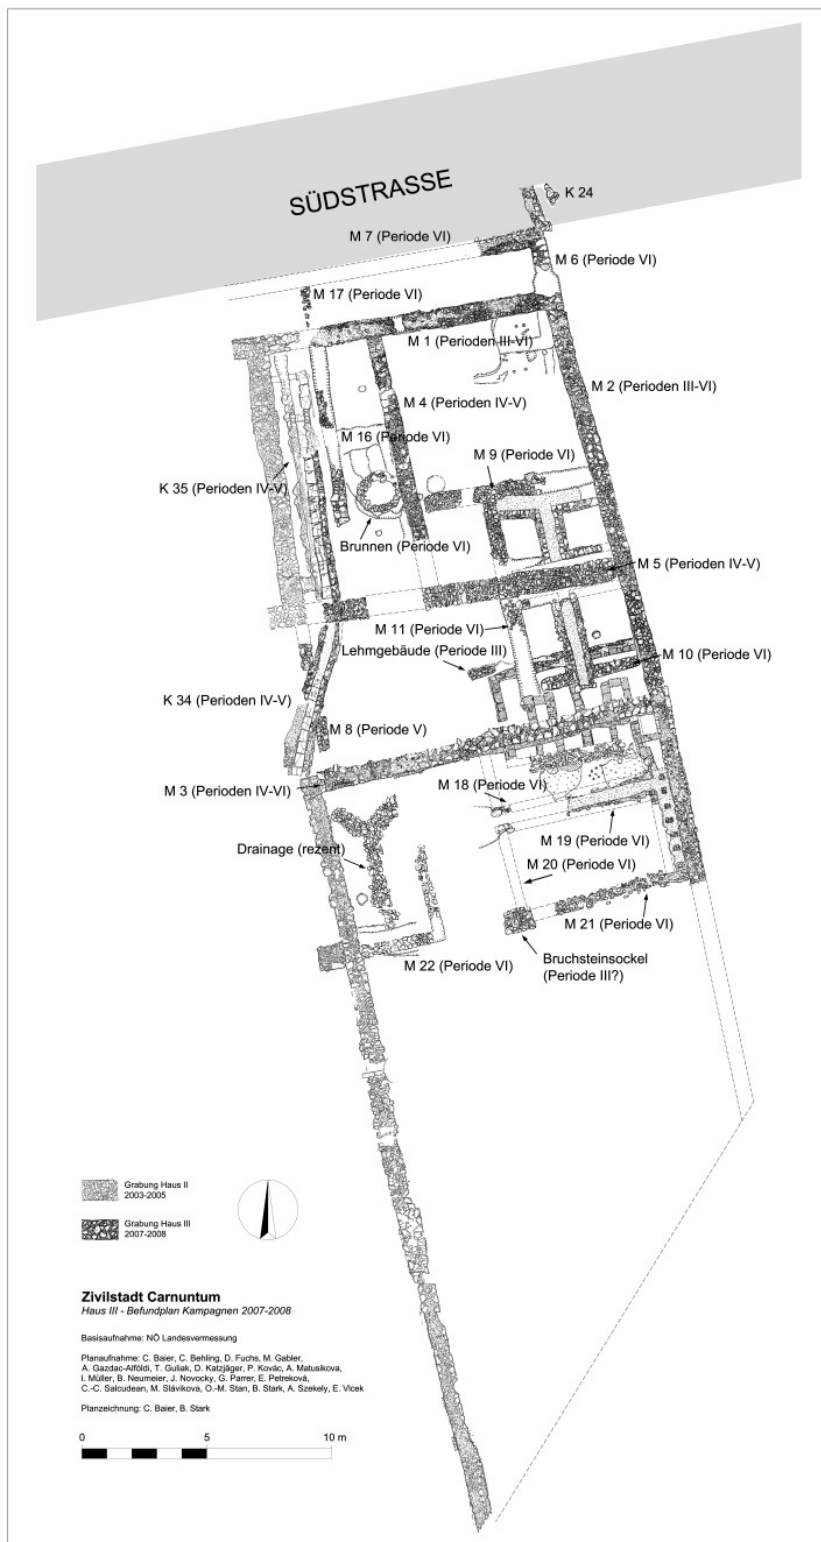 SÜDSTRASSE
K 24
M 7 (Periode VI)
M 6 (Periode VI)
M 17 (Periode VI)
M 1 (Perioden III-VI)
M 2 (Perioden III-VI)
M 4 (Perioden IV-V)
M 16 (Periode VI)
M 9 (Periode VI)
K 35 (Perioden IV-V)
Brunnen (Periode VI)
M 5 (Perioden IV-V)
M 11 (Periode VI)
Lehmgebäude (Periode III)
M 10 (Periode VI)
K 34 (Perioden IV-V)
M 8 (Periode V)
M 3 (Perioden IV-VI)
M 18 (Periode VI)
M 19 (Periode VI)
Drainage (rezent)
M 20 (Periode VI)
M 21 (Periode VI)
M 22 (Periode VI)
Bruchsteinsockel
(Periode III?)
Grabung Haus II
2003-2005
Grabung Haus III
2007-2008
Zivilstadt Carnuntum
Haus III - Befundplan Kampagnen 2007-2008
Basisaufnahme: NÖ Landesvermessung
Planaufnahme: C. Baier, C. Behling, D. Fuchs, M. Gabler,
A. Gazdac-Alföldi, T. Guliak, D. Katzjäger, P. Kovác, A. Matusikova,
I. Müller, B. Neumeier, J. Novocky, G. Parrer, E. Petreková,
C.-C. Salcudean, M. Slávikova, O.-M. Stan, B. Stark, A. Szekely, E. Vlcek
Planzeichnung: C. Baier, B. Stark
0 5 10 m